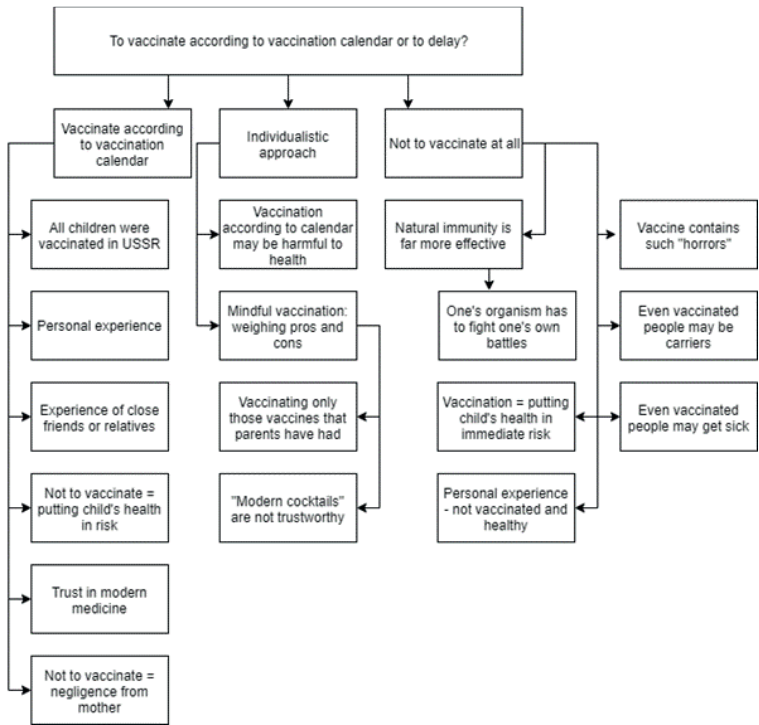 To vaccinate according to vaccination calendar or to delay?
Vaccinate according
to vaccination
calendar
Individualistic
approach
Not to vaccinate at all
All children were
vaccinated in USSR
Vaccination
according to calendar
may be harmful to
health
Natural immunity is
far more effective
Vaccine contains
such "horrors"
Personal experience
Mindful vaccination:
weighing pros and
cons
One's organism has
to fight one's own
battles
Even vaccinated
people may be
carriers
Experience of close
friends or relatives
Vaccinating only
those vaccines that
parents have had
Vaccination = putting
child's health in
immediate risk
Even vaccinated
people may get sick
Not to vaccinate =
putting child's health
in risk
"Modern cocktails"
are not trustworthy
Personal experience
- not vaccinated and
healthy
Trust in modern
medicine
Not to vaccinate =
negligence from
mother